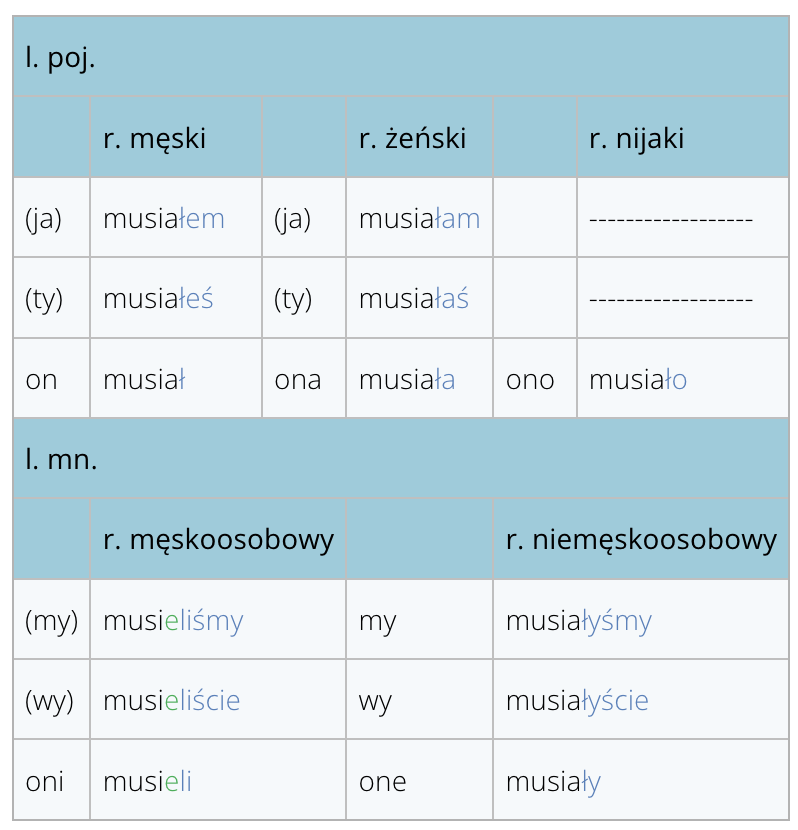 l. poj.
r. męski r. żeński r. nijaki
(ja) musiałem (ja) musiałam ------------------
(ty) musiałeś (ty) musiałaś ------------------
on musiał ona musiała ono musiało
l. mn.
r. męskoosobowy r. niemęskoosobowy
(my) musieliśmy my musiałyśmy
(wy) musieliście wy musiałyście
oni musieli one musiały